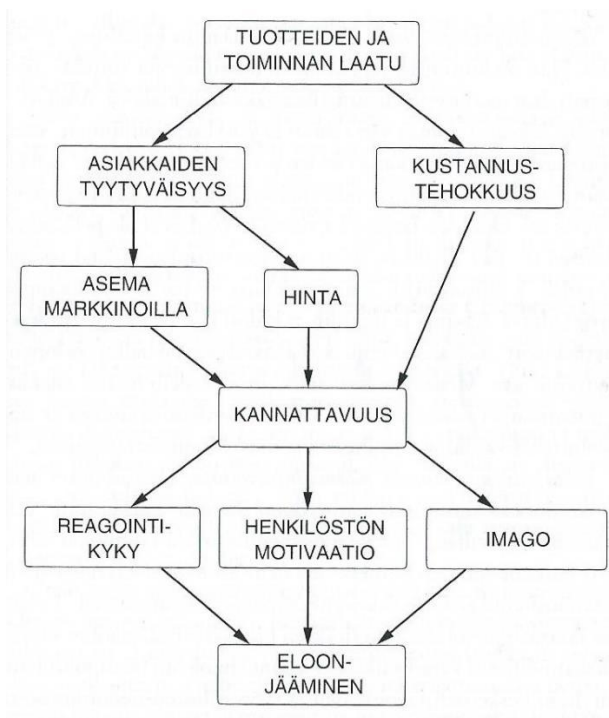 TUOTTEIDEN JA
TOIMINNAN LAATU
ASIAKKAIDEN
TYYTYVÄISYYS
KUSTANNUS-
TEHOKKUUS
ASEMA
MARKKINOILLA
HINTA
KANNATTAVUUS
REAGOINTI-
KYKY
HENKILÖSTÖN
MOTIVAATIO
IMAGO
ELOON-
JÄÄMINEN